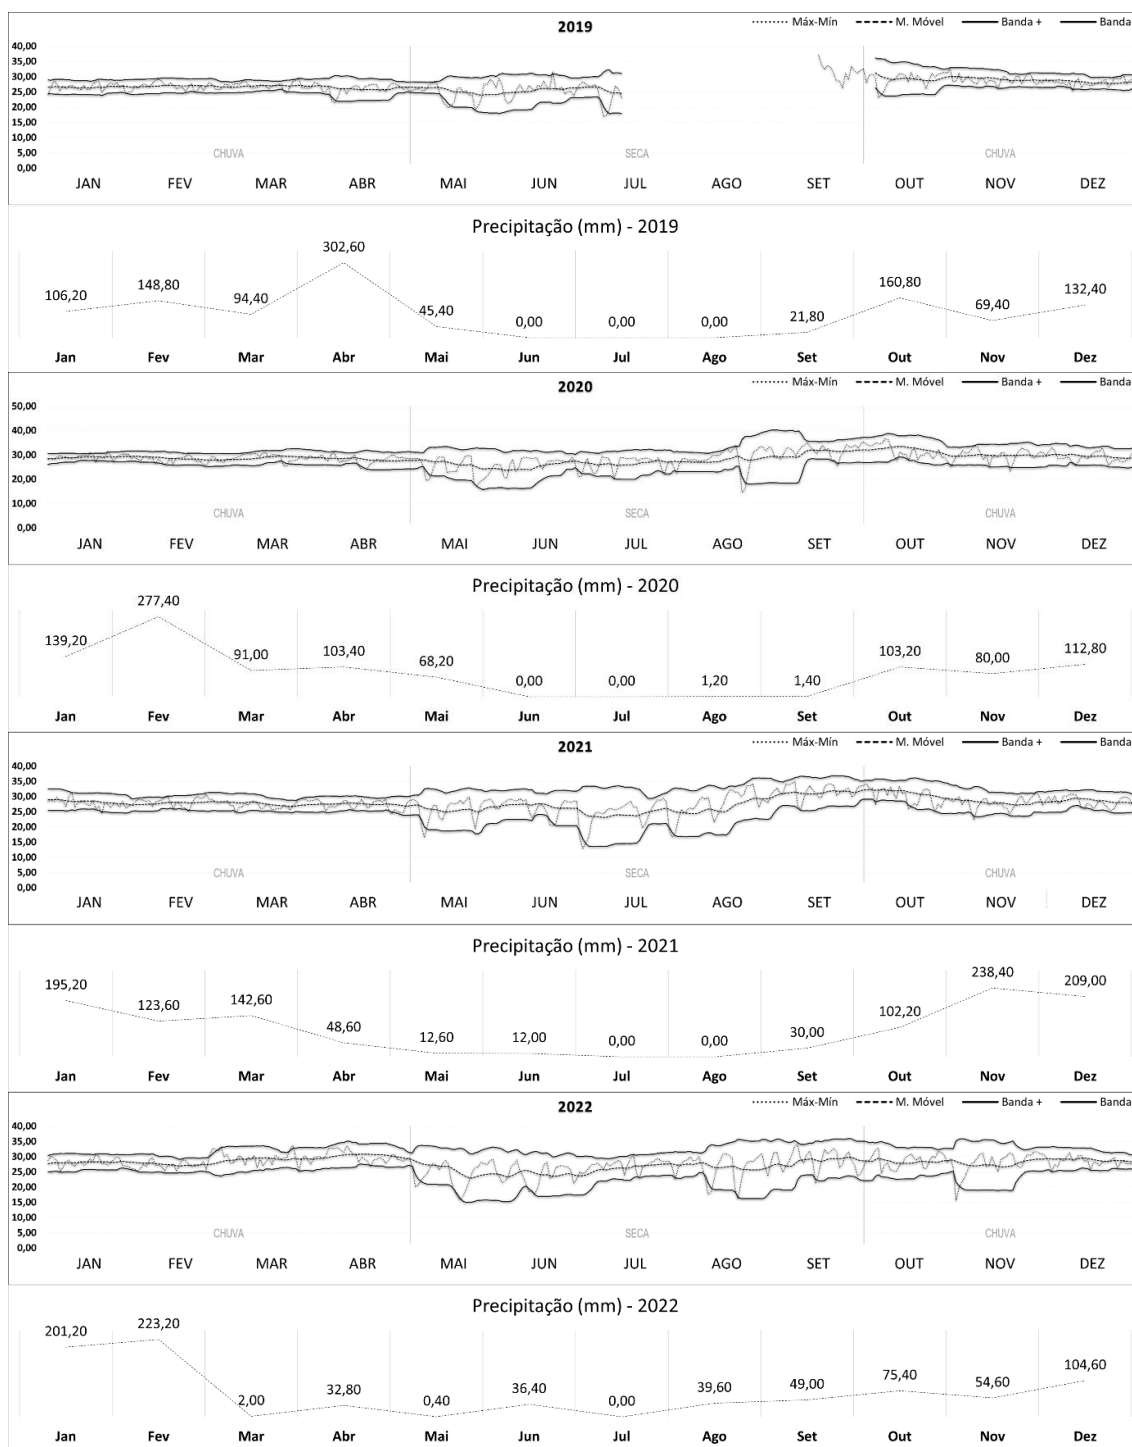 2019
Máx-Mín M. Móvel Banda + Banda
40,00
35,00
30,00
25,00
20,00
15,00
10,00
5,00
0,00
CHUVA SECA CHUVA
JAN FEV MAR ABR MAI JUN JUL AGO SET OUT NOV DEZ
Precipitação (mm) - 2019
106,20 148,80 94,40 302,60 45,40 0,00 0,00 0,00 21,80 160,80 69,40 132,40
Jan Fev Mar Abr Mai Jun Jul Ago Set Out Nov Dez
2020
Máx-Mín M. Móvel Banda + Banda
50,00
40,00
30,00
20,00
10,00
0,00
CHUVA SECA CHUVA
JAN FEV MAR ABR MAI JUN JUL AGO SET OUT NOV DEZ
Precipitação (mm) - 2020
139,20 277,40 91,00 103,40 68,20 0,00 0,00 1,20 1,40 103,20 80,00 112,80
Jan Fev Mar Abr Mai Jun Jul Ago Set Out Nov Dez
2021
Máx-Mín M. Móvel Banda + Banda
40,00
35,00
30,00
25,00
20,00
15,00
10,00
5,00
0,00
CHUVA SECA CHUVA
JAN FEV MAR ABR MAI JUN JUL AGO SET OUT NOV DEZ
Precipitação (mm) - 2021
195,20 123,60 142,60 48,60 12,60 12,00 0,00 0,00 30,00 102,20 238,40 209,00
Jan Fev Mar Abr Mai Jun Jul Ago Set Out Nov Dez
2022
Máx-Mín M. Móvel Banda + Banda
40,00
35,00
30,00
25,00
20,00
15,00
10,00
5,00
0,00
CHUVA SECA CHUVA
JAN FEV MAR ABR MAI JUN JUL AGO SET OUT NOV DEZ
Precipitação (mm) - 2022
201,20 223,20 2,00 32,80 0,40 36,40 0,00 39,60 49,00 75,40 54,60 104,60
Jan Fev Mar Abr Mai Jun Jul Ago Set Out Nov Dez